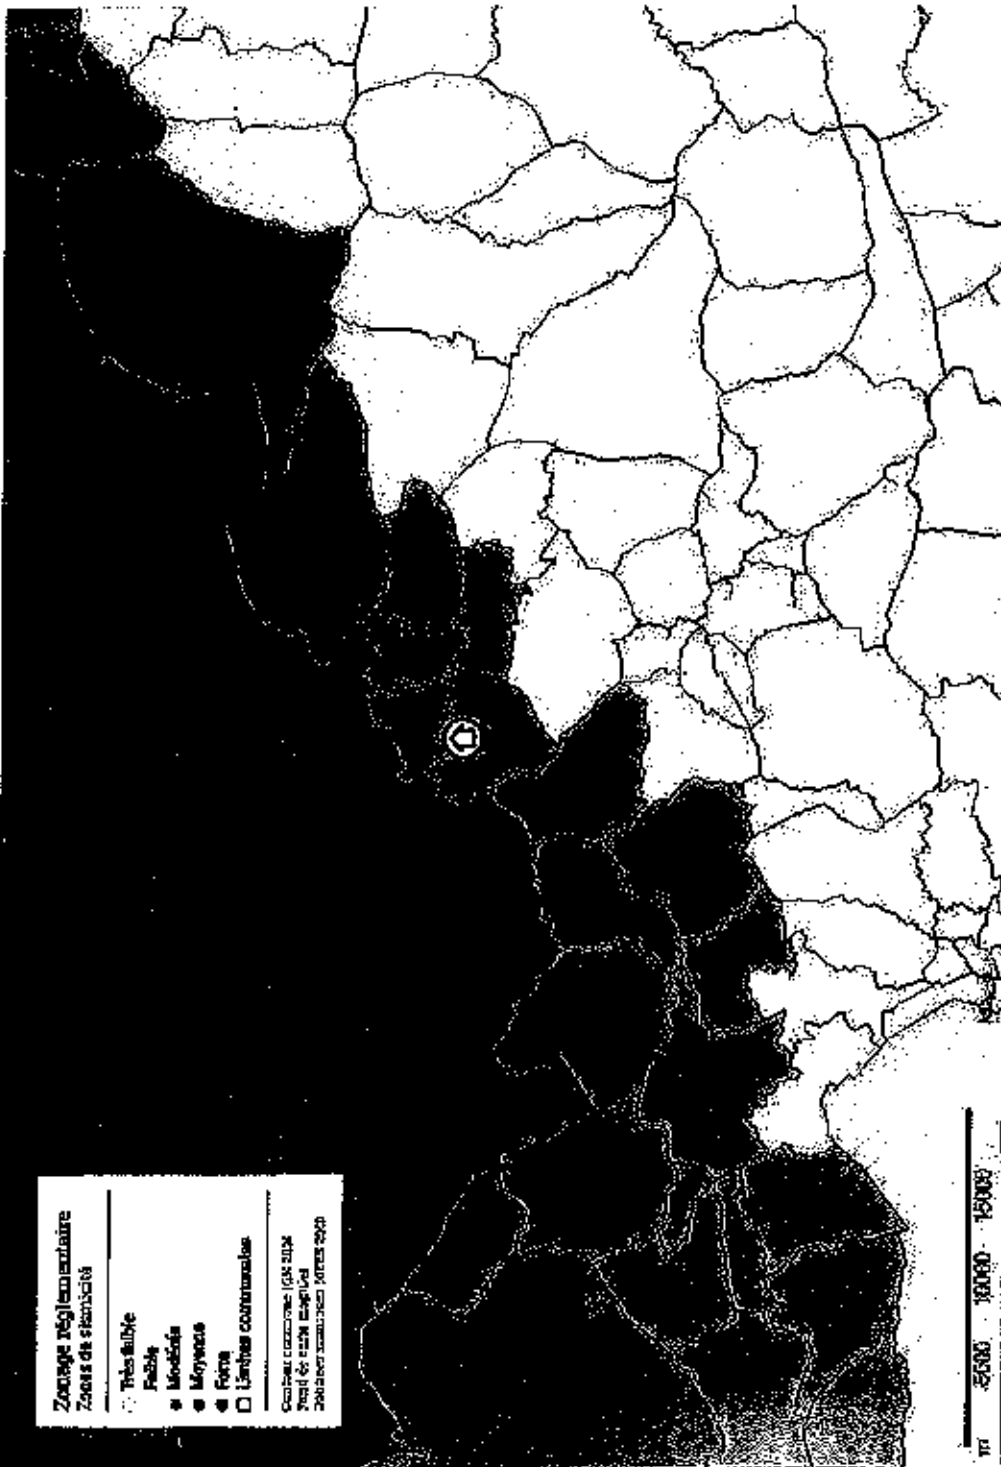 Zonage réglementaire
Zones de sismicité
Très faible
Faible
Modérée
Moyenne
Forte
Limites communales
m 5000 10000 15000